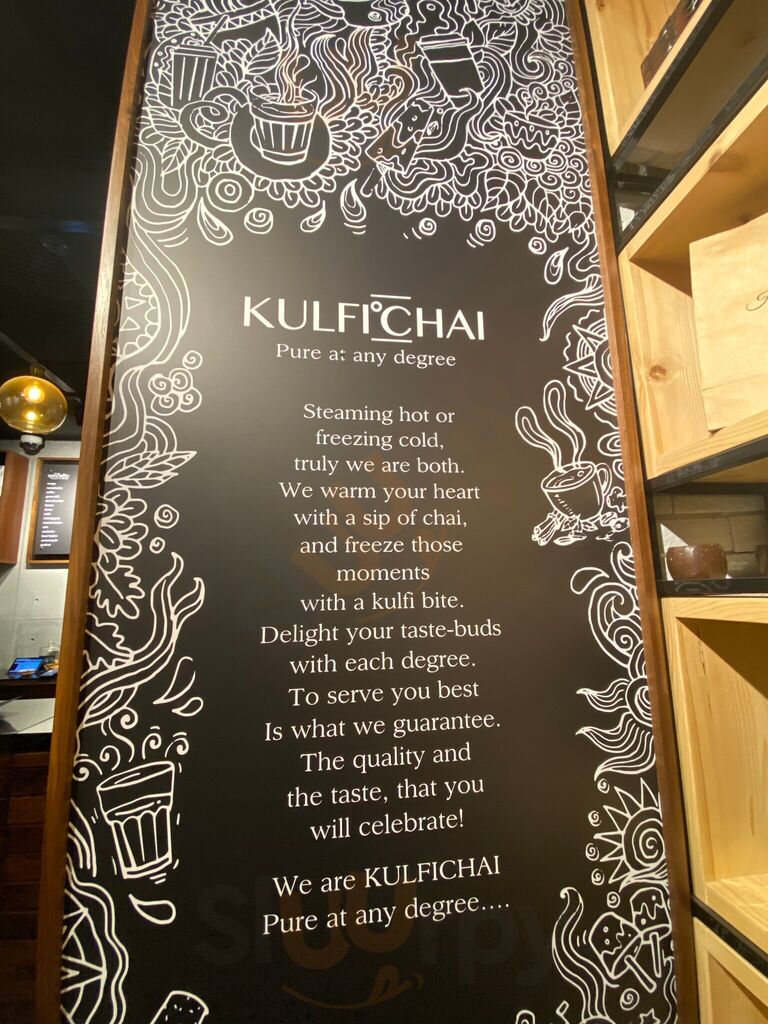 KULFI°CHAI
Pure at any degree
Steaming hot or
freezing cold,
truly we are both.
We warm your heart
with a sip of chai,
and freeze those
moments
with a kulfi bite.
Delight your taste-buds
with each degree.
To serve you best
Is what we guarantee.
The quality and
the taste, that you
will celebrate!
We are KULFICHAI
Pure at any degree....
Sluurpy